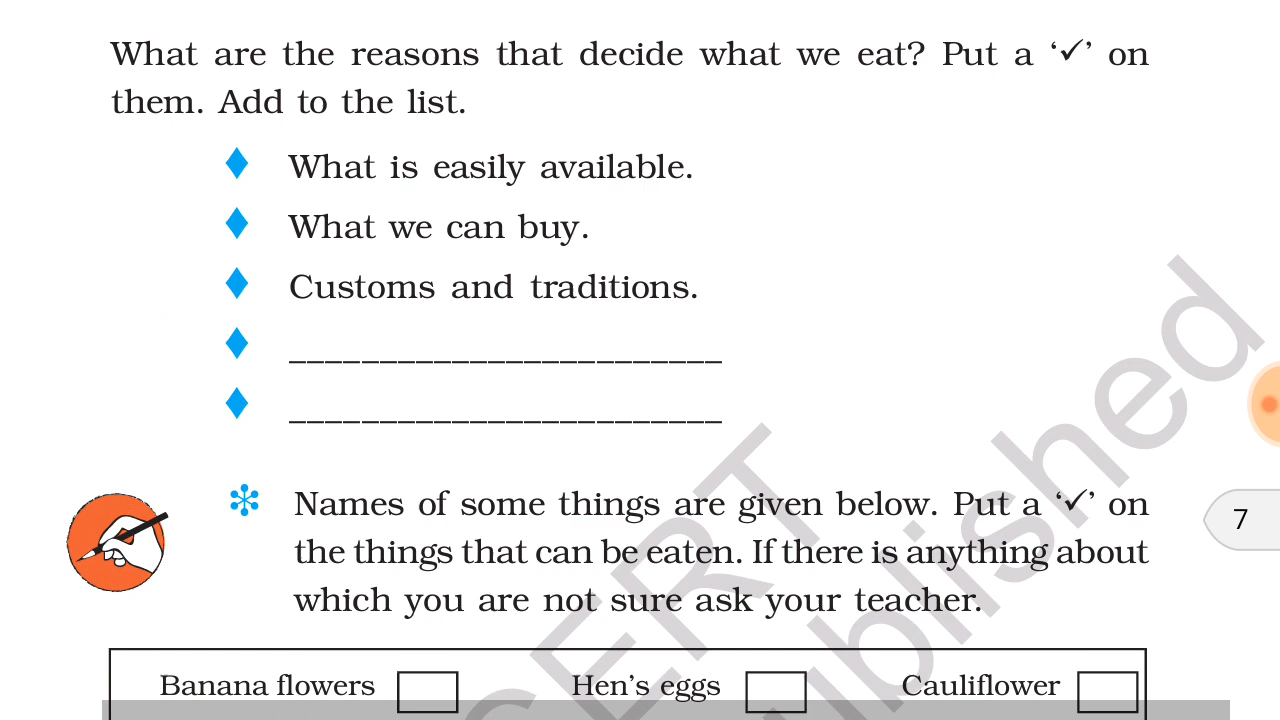 What are the reasons that decide what we eat? Put a ‘✓’ on
them. Add to the list.
What is easily available.
What we can buy.
Customs and traditions.
________________________
________________________
Names of some things are given below. Put a ‘✓’ on
the things that can be eaten. If there is anything about
which you are not sure ask your teacher.
7
Banana flowers
Hen’s eggs
Cauliflower